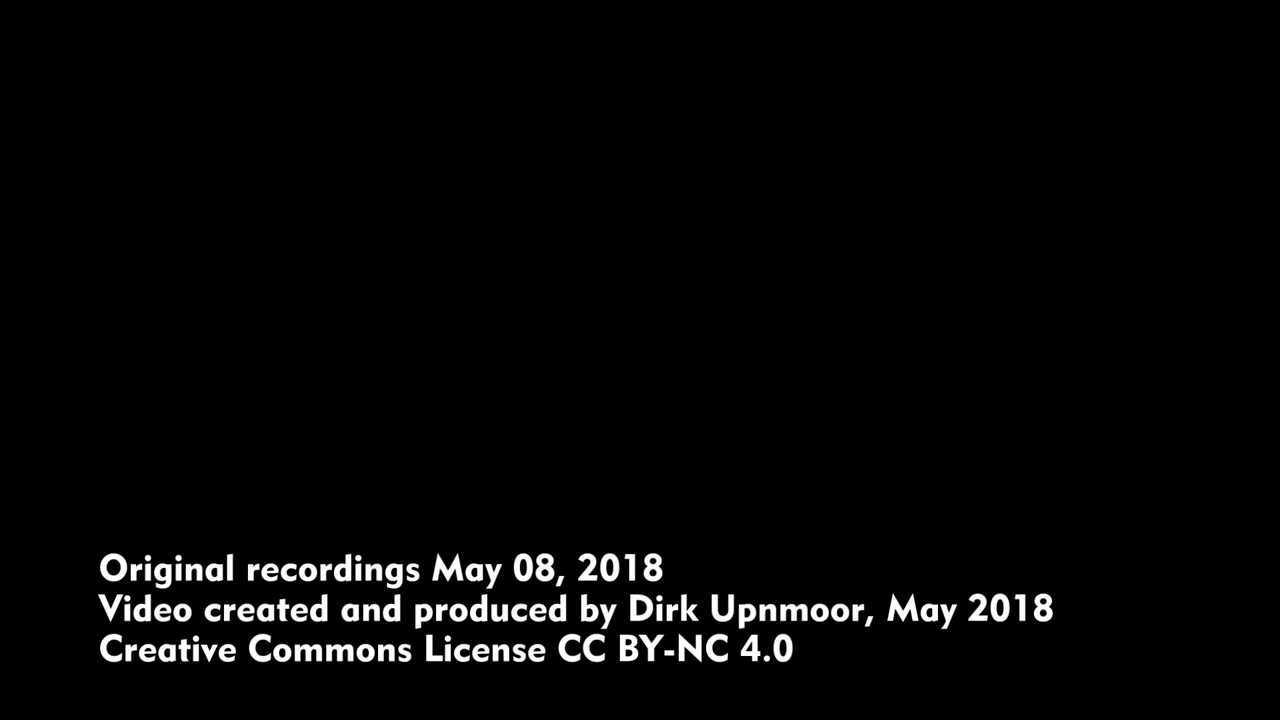 Original recordings May 08, 2018
Video created and produced by Dirk Upnmoor, May 2018
Creative Commons License CC BY-NC 4.0